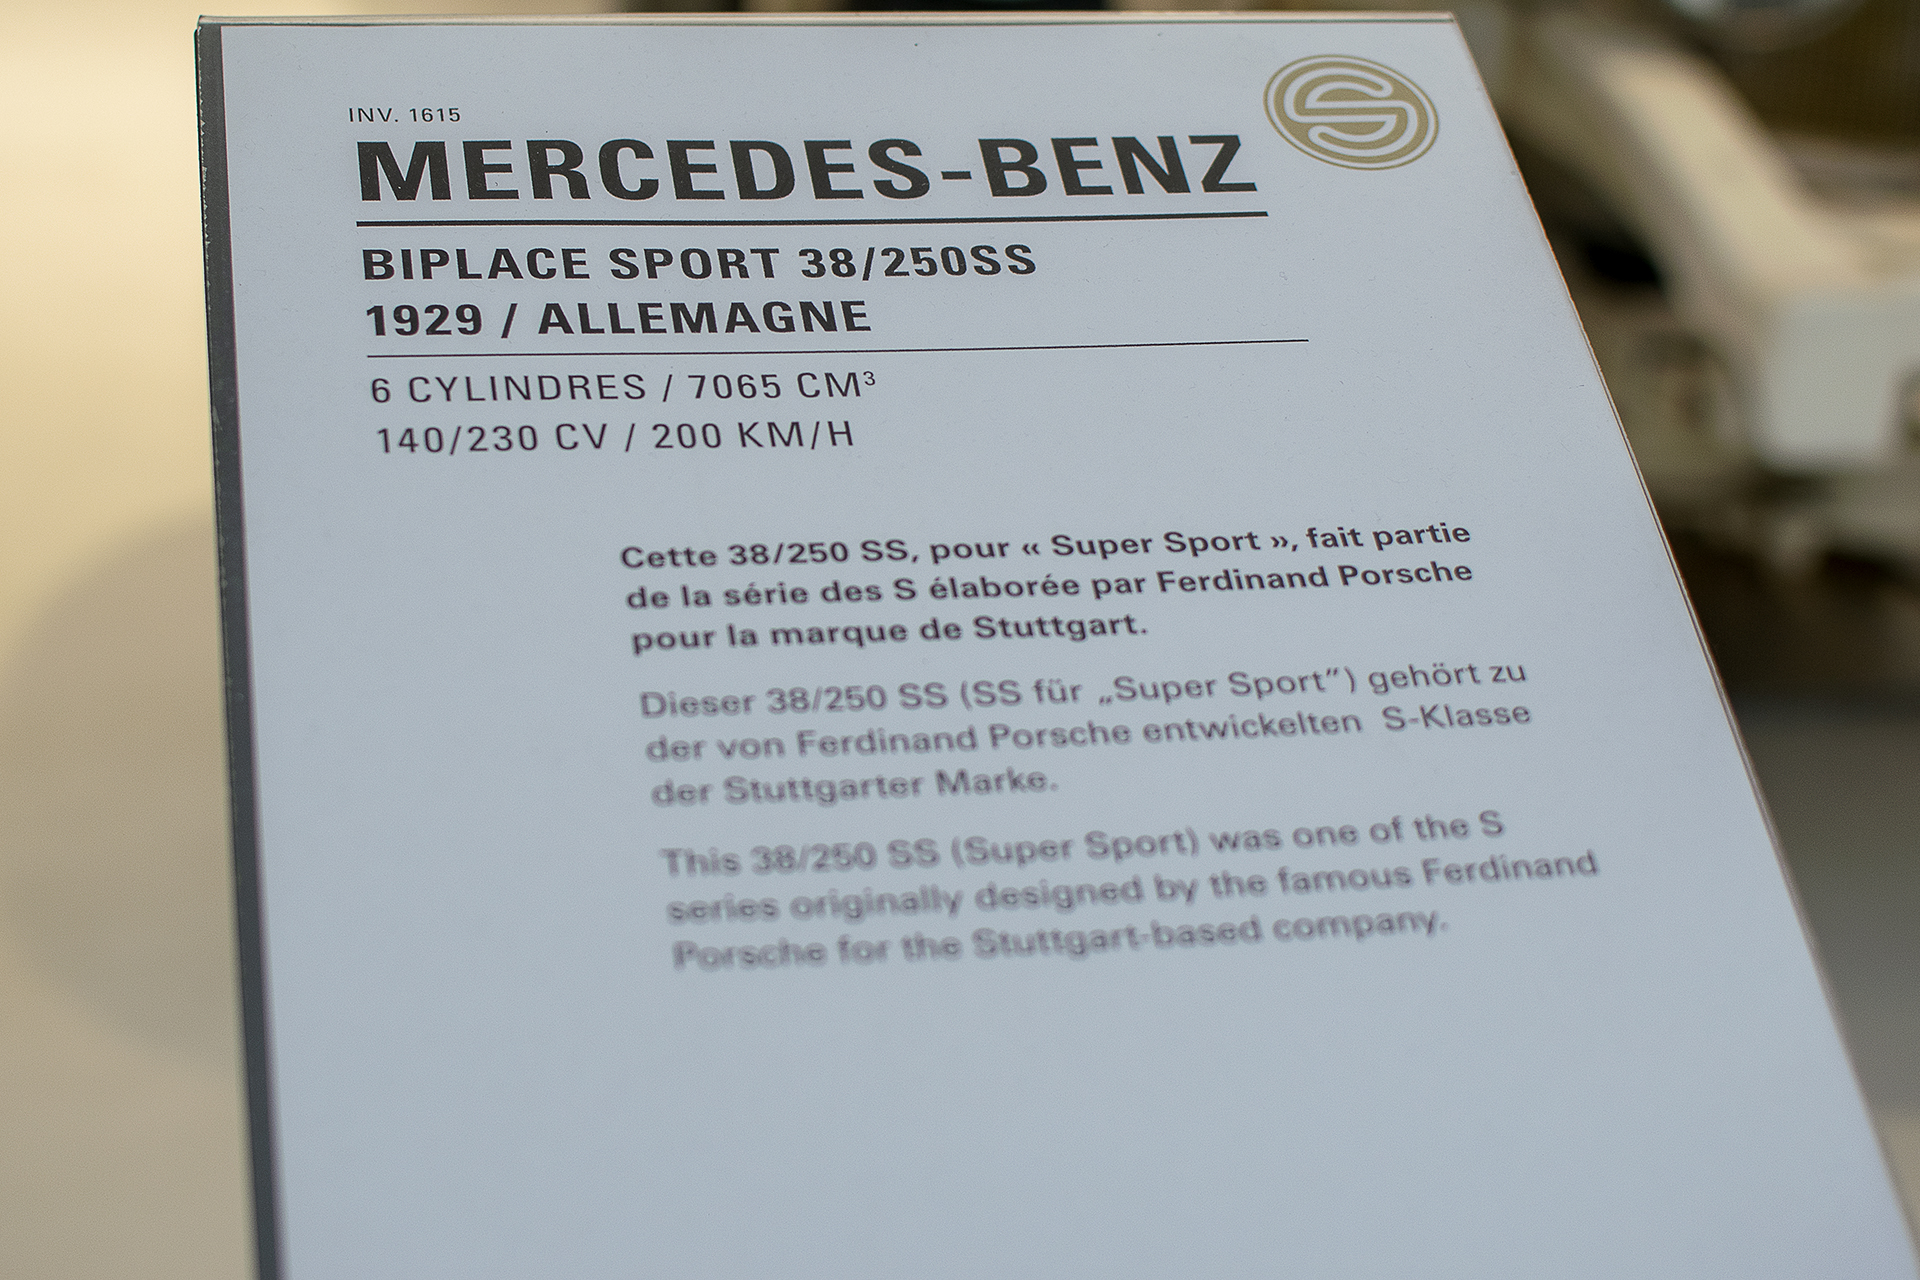 INV. 1615
MERCEDES-BENZ
BIPLACE SPORT 38/250SS
1929 / ALLEMAGNE
6 CYLINDRES / 7065 CM³
140/230 CV / 200 KM/H
Cette 38/250 SS, pour « Super Sport », fait partie
de la série des S élaborée par Ferdinand Porsche
pour la marque de Stuttgart.
Dieser 38/250 SS (SS für „Super Sport”) gehört zu
der von Ferdinand Porsche entwickelten S-Klasse
der Stuttgarter Marke.
This 38/250 SS (Super Sport) was one of the S
series originally designed by the famous Ferdinand
Porsche for the Stuttgart-based company.